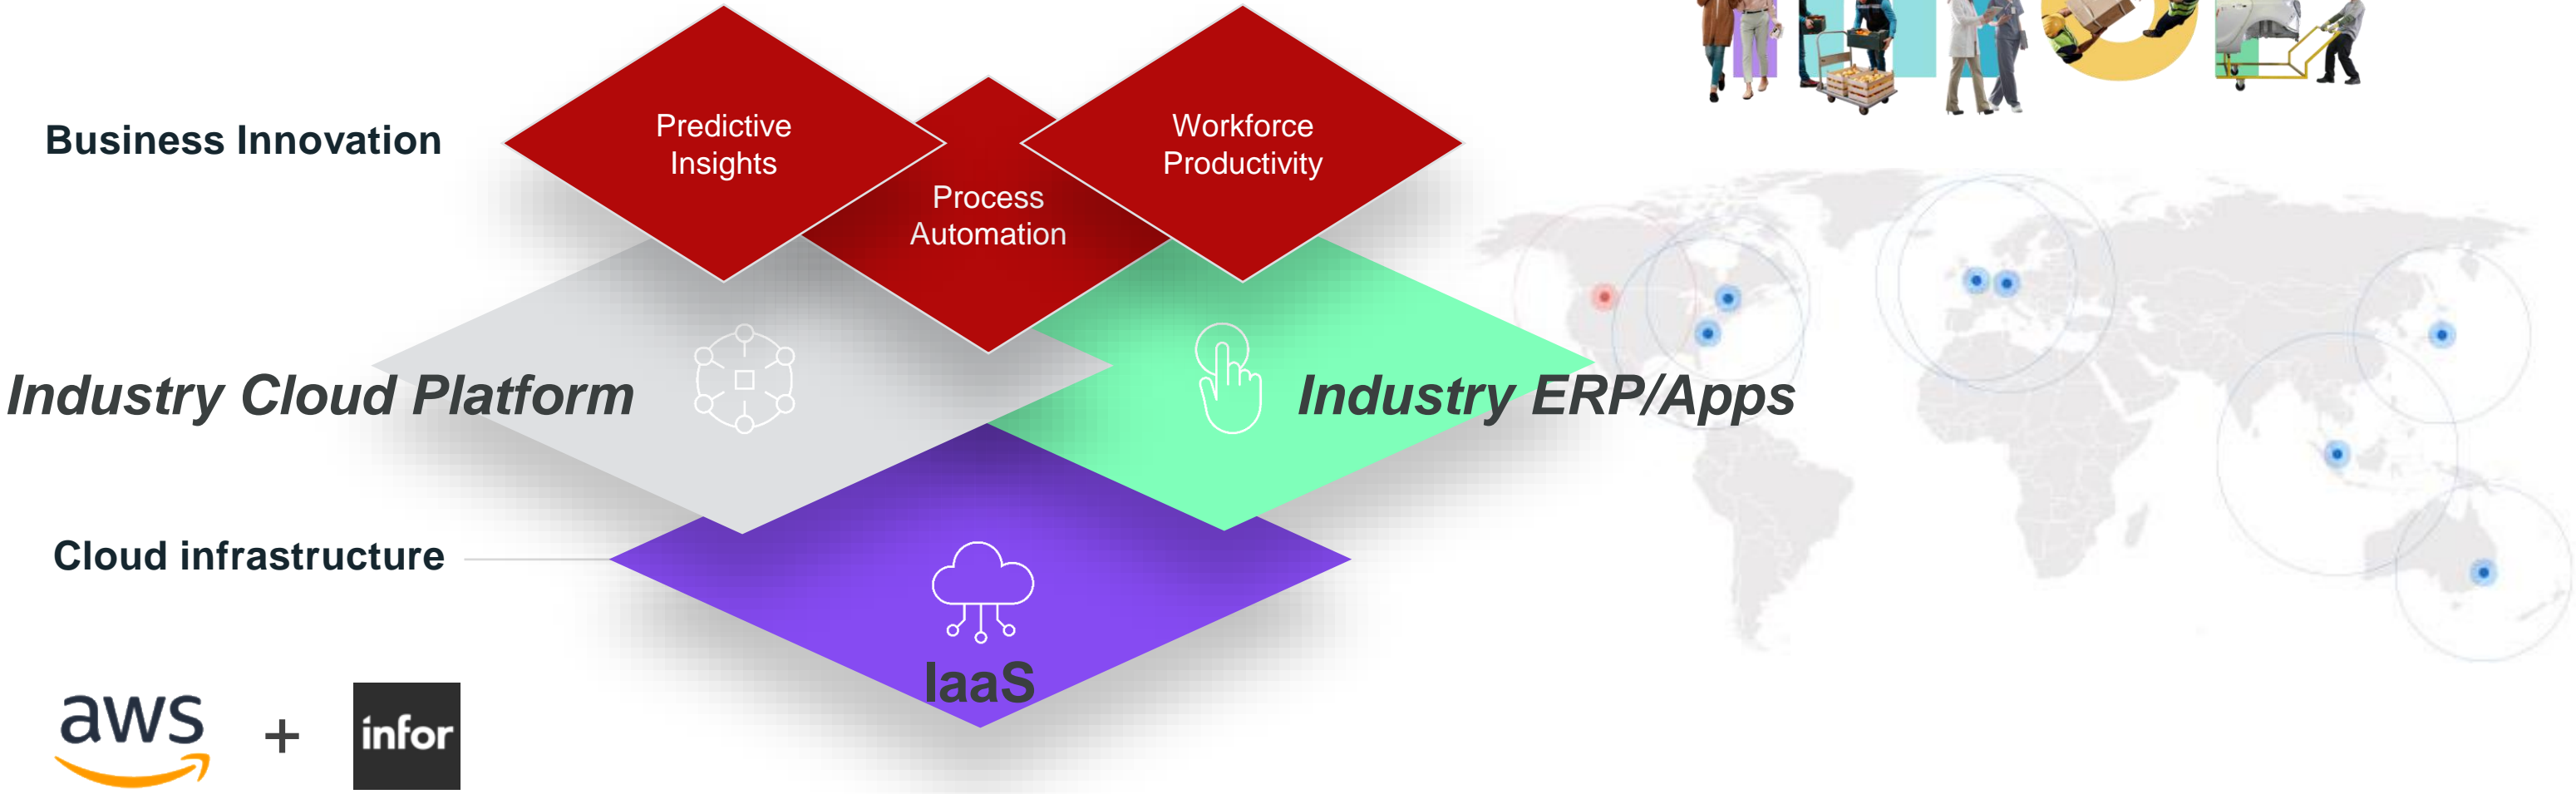 Business Innovation
Predictive
Insights
Process
Automation
Workforce
Productivity
Industry Cloud Platform
Industry ERP/Apps
Cloud infrastructure
IaaS
aws
+
infor